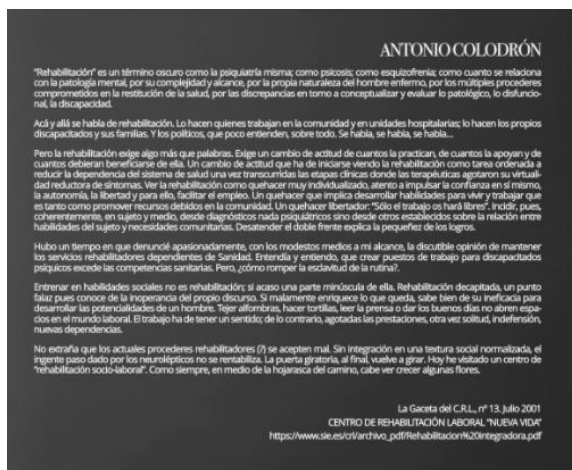 ANTONIO COLODRÓN
"Rehabilitación" es un término oscuro como la psiquiatría misma; como psicosis; como esquizofrenia; como cuanto se relaciona
con la patología mental, por su complejidad y alcance, por la propia naturaleza del hombre enfermo, por los múltiples procederes
comprometidos en la restitución de la salud, por las discrepancias en torno a conceptualizar y evaluar lo patológico, lo disfuncio-
nal, la discapacidad.
Acá y allá se habla de rehabilitación. Lo hacen quienes trabajan en la comunidad y en unidades hospitalarias; lo hacen los propios
discapacitados y sus familias. Y los políticos, que poco entienden, sobre todo. Se habla, se habla, se habla...
Pero la rehabilitación exige algo más que palabras. Exige un cambio de actitud de cuantos la practican, de cuantos la apoyan y de
cuantos debieran beneficiarse de ella. Un cambio de actitud que ha de iniciarse viendo la rehabilitación como tarea ordenada a
reducir la dependencia del sistema de salud una vez transcurridas las etapas clínicas donde las terapéuticas agotaron su virtuali-
dad reductora de síntomas. Ver la rehabilitación como quehacer muy individualizado, atento a impulsar la confianza en sí mismo,
la autonomía, la libertad y para ello, facilitar el empleo. Un quehacer que implica desarrollar habilidades para vivir y trabajar que
es tanto como promover recursos debidos en la comunidad. Un quehacer libertador: "Sólo el trabajo os hará libres". Incidir, pues,
coherentemente, en sujeto y medio, desde diagnósticos nada psiquiátricos sino desde otros establecidos sobre la relación entre
habilidades del sujeto y necesidades comunitarias. Desatender el doble frente explica la pequeñez de los logros.
Hubo un tiempo en que denuncié apasionadamente, con los modestos medios a mi alcance, la discutible opinión de mantener
los servicios rehabilitadores dependientes de Sanidad. Entendía y entiendo, que crear puestos de trabajo para discapacitados
psíquicos excede las competencias sanitarias. Pero, ¿cómo romper la esclavitud de la rutina?.
Entrenar en habilidades sociales no es rehabilitación; si acaso una parte minúscula de ella. Rehabilitación decapitada, un punto
falaz pues conoce de la inoperancia del propio discurso. Si malamente enriquece lo que queda, sabe bien de su ineficacia para
desarrollar las potencialidades de un hombre. Tejer alfombras, hacer tortillas, leer la prensa o dar los buenos días no abren espa-
cios en el mundo laboral. El trabajo ha de tener un sentido; de lo contrario, agotadas las prestaciones, otra vez solitud, indefensión,
nuevas dependencias.
No extraña que los actuales procederes rehabilitadores (?) se acepten mal. Sin integración en una textura social normalizada, el
ingente paso dado por los neurolépticos no se rentabiliza. La puerta giratoria, al final, vuelve a girar. Hoy he visitado un centro de
"rehabilitación socio-laboral". Como siempre, en medio de la hojarasca del camino, cabe ver crecer algunas flores.
La Gaceta del C.R.L., nº 13. Julio 2001
CENTRO DE REHABILITACIÓN LABORAL "NUEVA VIDA"
https://www.sie.es/crl/archivo_pdf/Rehabilitacion%20integradora.pdf